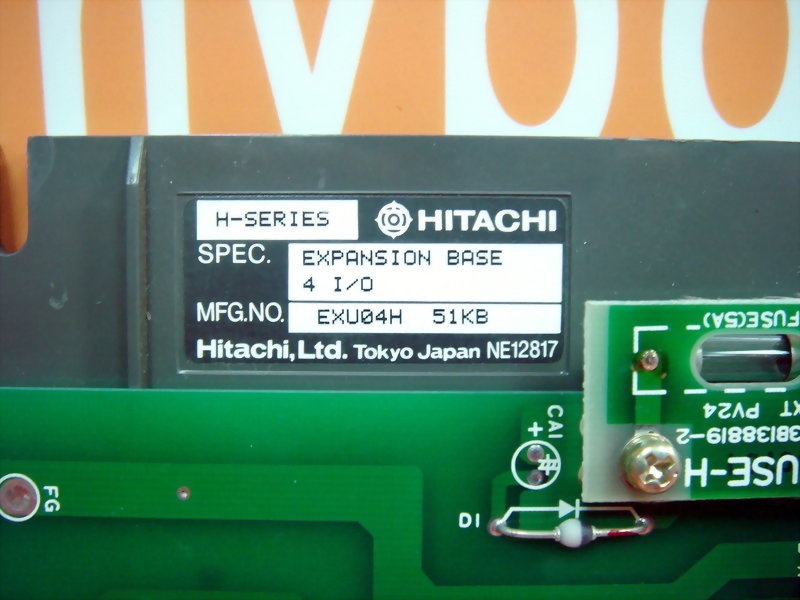 H-SERIES HITACHI
SPEC. EXPANSION BASE
4 I/O
MFG.NO. EXU04H 51KB
Hitachi,Ltd. Tokyo Japan NE12817
FUSE(5A)
PV24
3B138819-2
USE-H
CA1
+
D1
FG